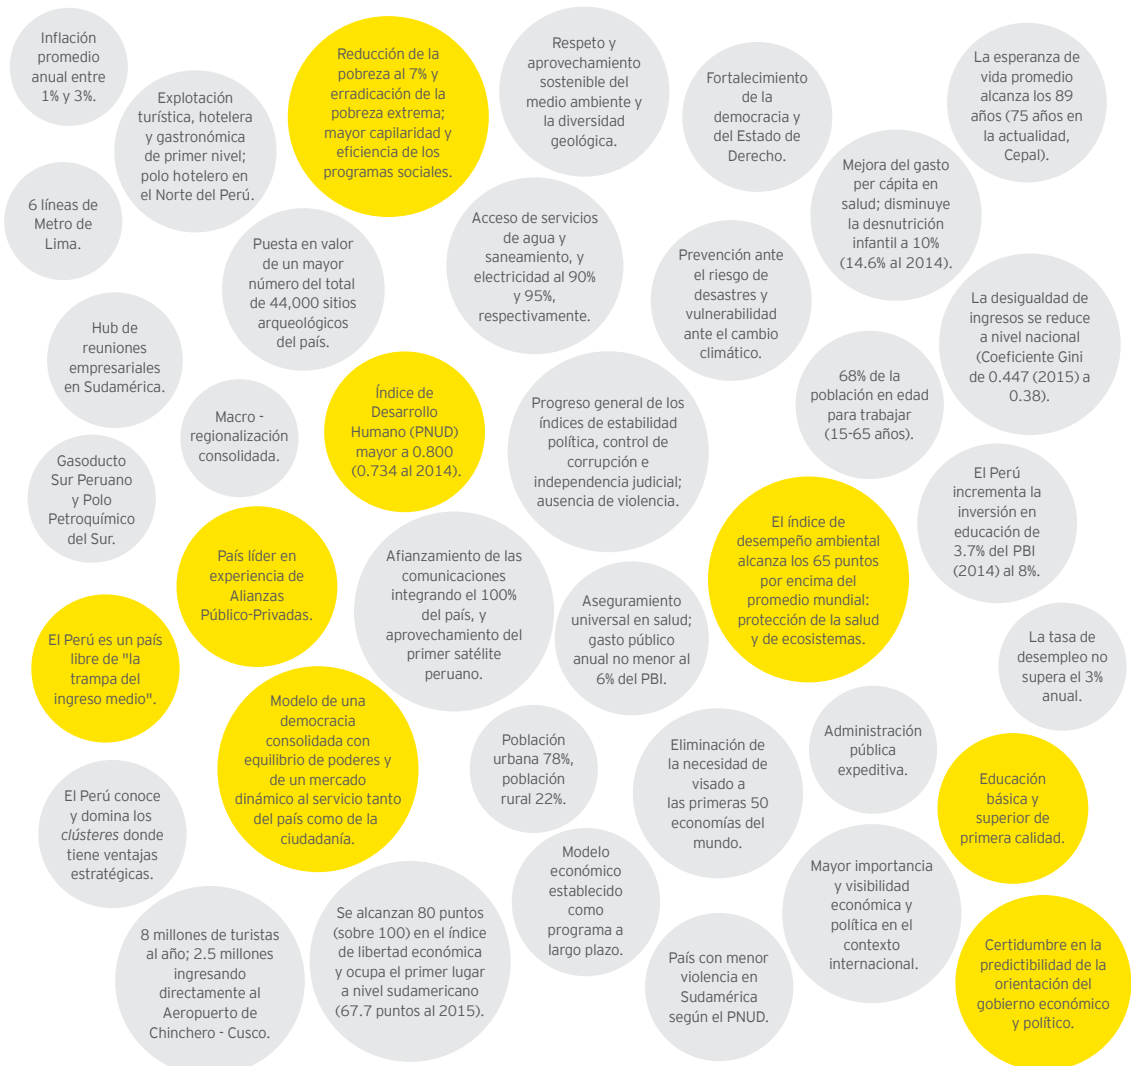 Inflación
promedio
anual entre
1% y 3%.
Explotación
turística, hotelera
y gastronómica
de primer nivel;
polo hotelero en
el Norte del Perú.
Reducción de la
pobreza al 7% y
erradicación de la
pobreza extrema;
mayor capilaridad y
eficiencia de los
programas sociales.
Respeto y
aprovechamiento
sostenible del
medio ambiente y
la diversidad
geológica.
Fortalecimiento
de la
democracia y
del Estado de
Derecho.
La esperanza de
vida promedio
alcanza los 89
años (75 años en
la actualidad,
Cepal).
6 líneas de
Metro de
Lima.
Puesta en valor
de un mayor
número del total
de 44,000 sitios
arqueológicos
del país.
Acceso de servicios
de agua y
saneamiento, y
electricidad al 90%
y 95%,
respectivamente.
Prevención ante
el riesgo de
desastres y
vulnerabilidad
ante el cambio
climático.
Mejora del gasto
per cápita en
salud; disminuye
la desnutrición
infantil a 10%
(14.6% al 2014).
La desigualdad de
ingresos se reduce
a nivel nacional
(Coeficiente Gini
de 0.447 (2015) a
0.38).
Hub de
reuniones
empresariales
en Sudamérica.
Macro -
regionalización
consolidada.
Índice de
Desarrollo
Humano (PNUD)
mayor a 0.800
(0.734 al 2014).
Progreso general de los
índices de estabilidad
política, control de
corrupción e
independencia judicial;
ausencia de violencia.
68% de la
población en edad
para trabajar
(15-65 años).
Gasoducto
Sur Peruano
y Polo
Petroquímico
del Sur.
País líder en
experiencia de
Alianzas
Público-Privadas.
Afianzamiento de las
comunicaciones
integrando el 100%
del país, y
aprovechamiento del
primer satélite
peruano.
Aseguramiento
universal en salud;
gasto público
anual no menor al
6% del PBI.
El índice de
desempeño ambiental
alcanza los 65 puntos
por encima del
promedio mundial:
protección de la salud
y de ecosistemas.
El Perú
incrementa la
inversión en
educación de
3.7% del PBI
(2014) al 8%.
El Perú es un país
libre de "la
trampa del
ingreso medio".
La tasa de
desempleo no
supera el 3%
anual.
Modelo de una
democracia
consolidada con
equilibrio de poderes y
de un mercado
dinámico al servicio tanto
del país como de la
ciudadanía.
Población
urbana 78%,
población
rural 22%.
Eliminación de
la necesidad de
visado a
las primeras 50
economías del
mundo.
Administración
pública
expeditiva.
Educación
básica y
superior de
primera calidad.
El Perú conoce
y domina los
clústeres donde
tiene ventajas
estratégicas.
8 millones de turistas
al año; 2.5 millones
ingresando
directamente al
Aeropuerto de
Chinchero - Cusco.
Se alcanzan 80 puntos
(sobre 100) en el índice
de libertad económica
y ocupa el primer lugar
a nivel sudamericano
(67.7 puntos al 2015).
Modelo
económico
establecido
como
programa a
largo plazo.
País con menor
violencia en
Sudamérica
según el PNUD.
Mayor importancia
y visibilidad
económica y
política en el
contexto
internacional.
Certidumbre en la
predictibilidad de la
orientación del
gobierno económico
y político.